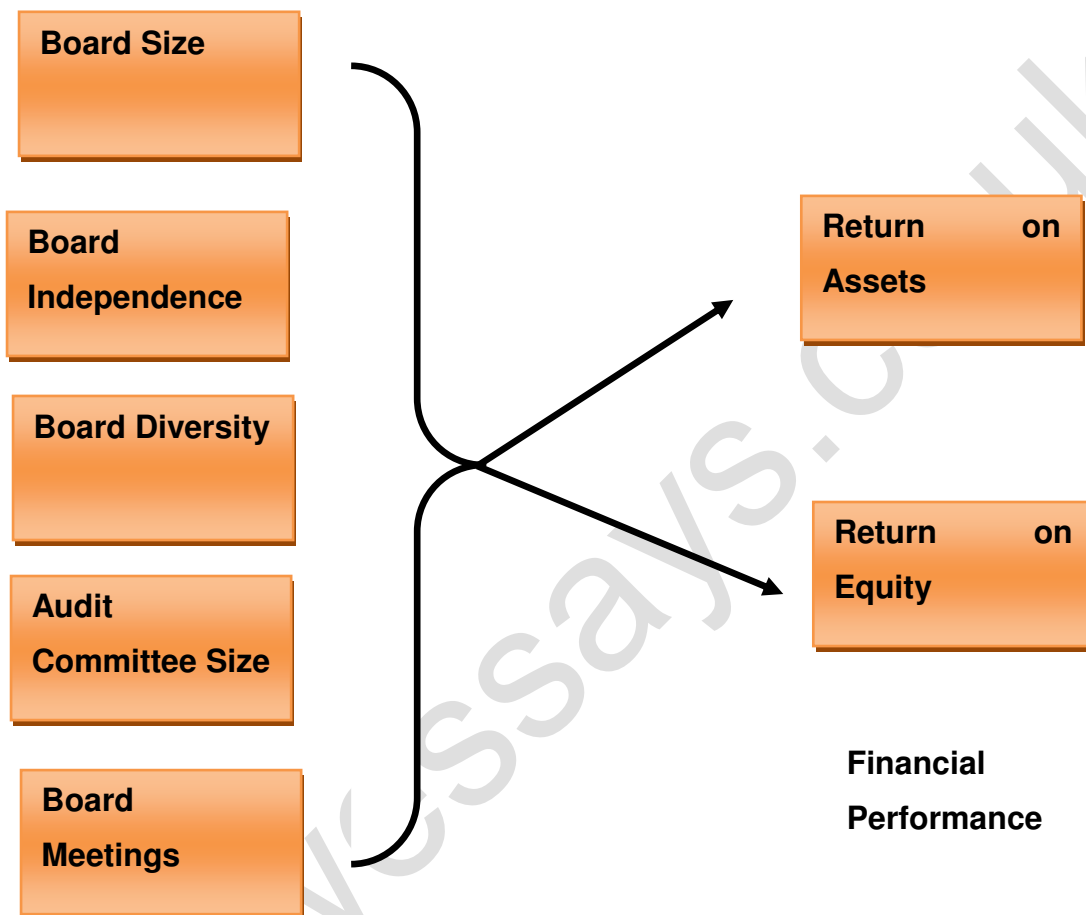 Board Size
Board
Independence
Board Diversity
Audit
Committee Size
Board
Meetings
Return on
Assets
Return on
Equity
Financial
Performance